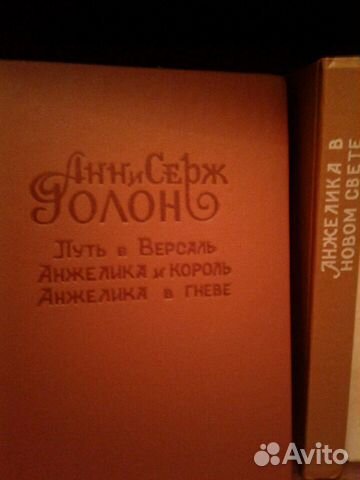 Анн и Серж
Голон
Путь в Версаль
Анжелика и король
Анжелика в гневе
Анжелика в
Новом Свете
Avito